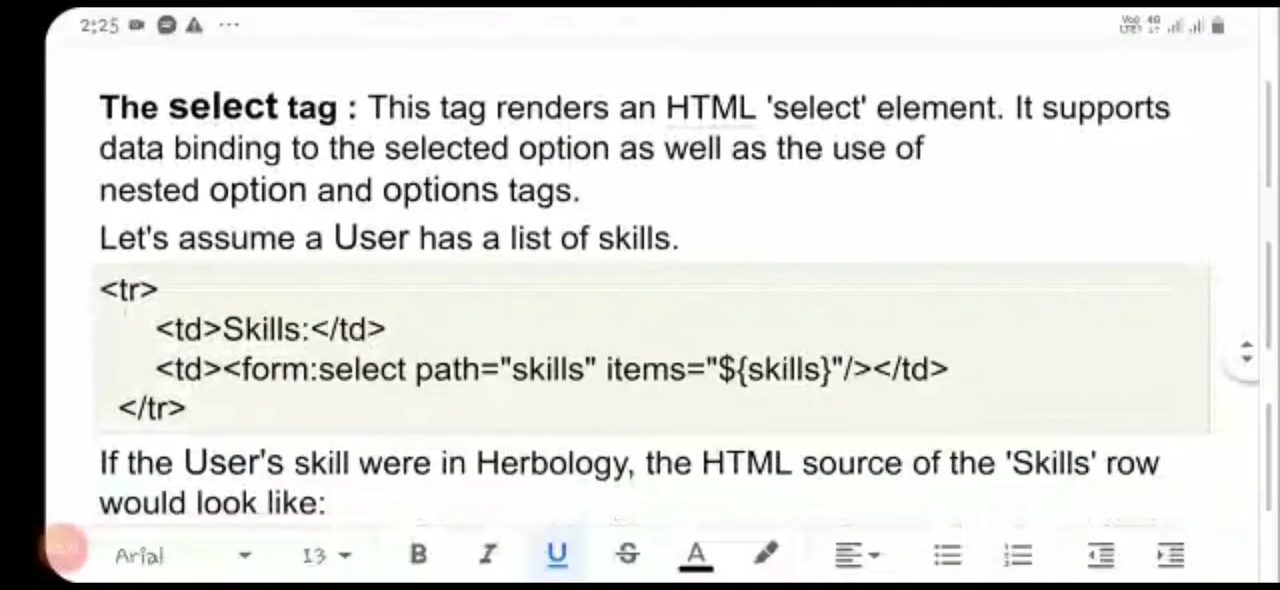 2:25
The select tag : This tag renders an HTML 'select' element. It supports
data binding to the selected option as well as the use of
nested option and options tags.
Let's assume a User has a list of skills.
<tr>
<td>Skills:</td>
<td><form:select path="skills" items="${skills}"/></td>
</tr>
If the User's skill were in Herbology, the HTML source of the 'Skills' row
would look like:
Arial 13 B I U S A